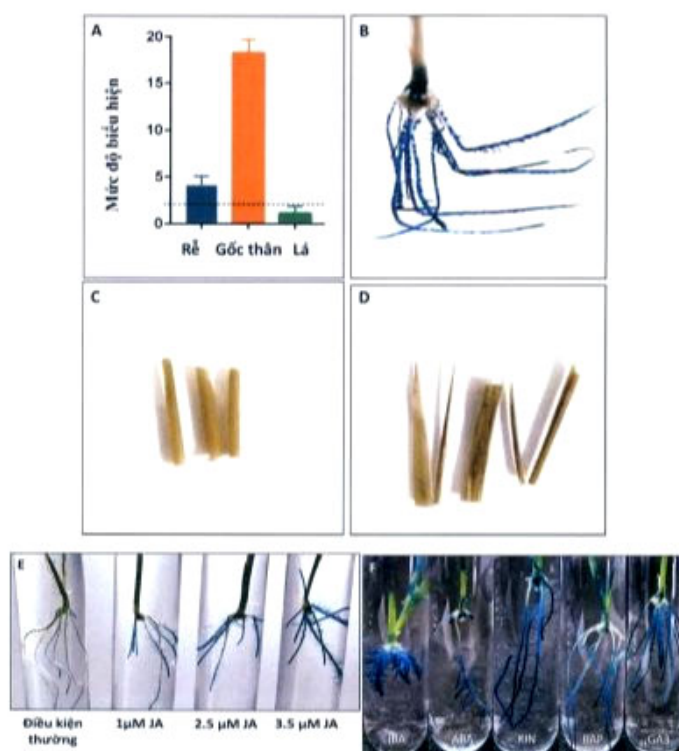 A
Mức độ biểu hiện
20
15
10
5
0
Rễ Gốc thân Lá
B
C
D
E
Điều kiện thường
1µM JA
2.5 µM JA
3.5 µM JA
IBA
ABA
KIN
BAP
GA3